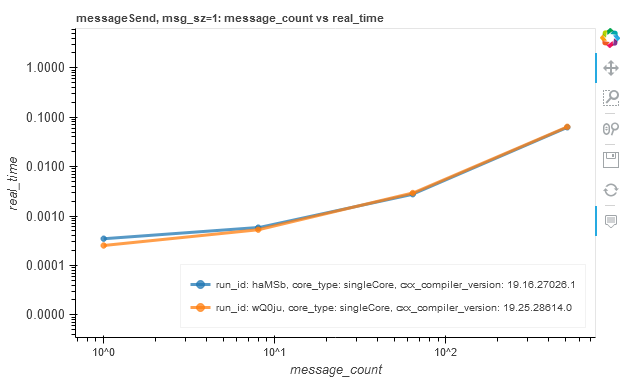 messageSend, msg_sz=1: message_count vs real_time
1.0000
0.1000
0.0100
0.0010
0.0001
0.0000
real_time
run_id: haMSb, core_type: singleCore, cxx_compiler_version: 19.16.27026.1
run_id: wQ0ju, core_type: singleCore, cxx_compiler_version: 19.25.28614.0
10^0
10^1
10^2
message_count